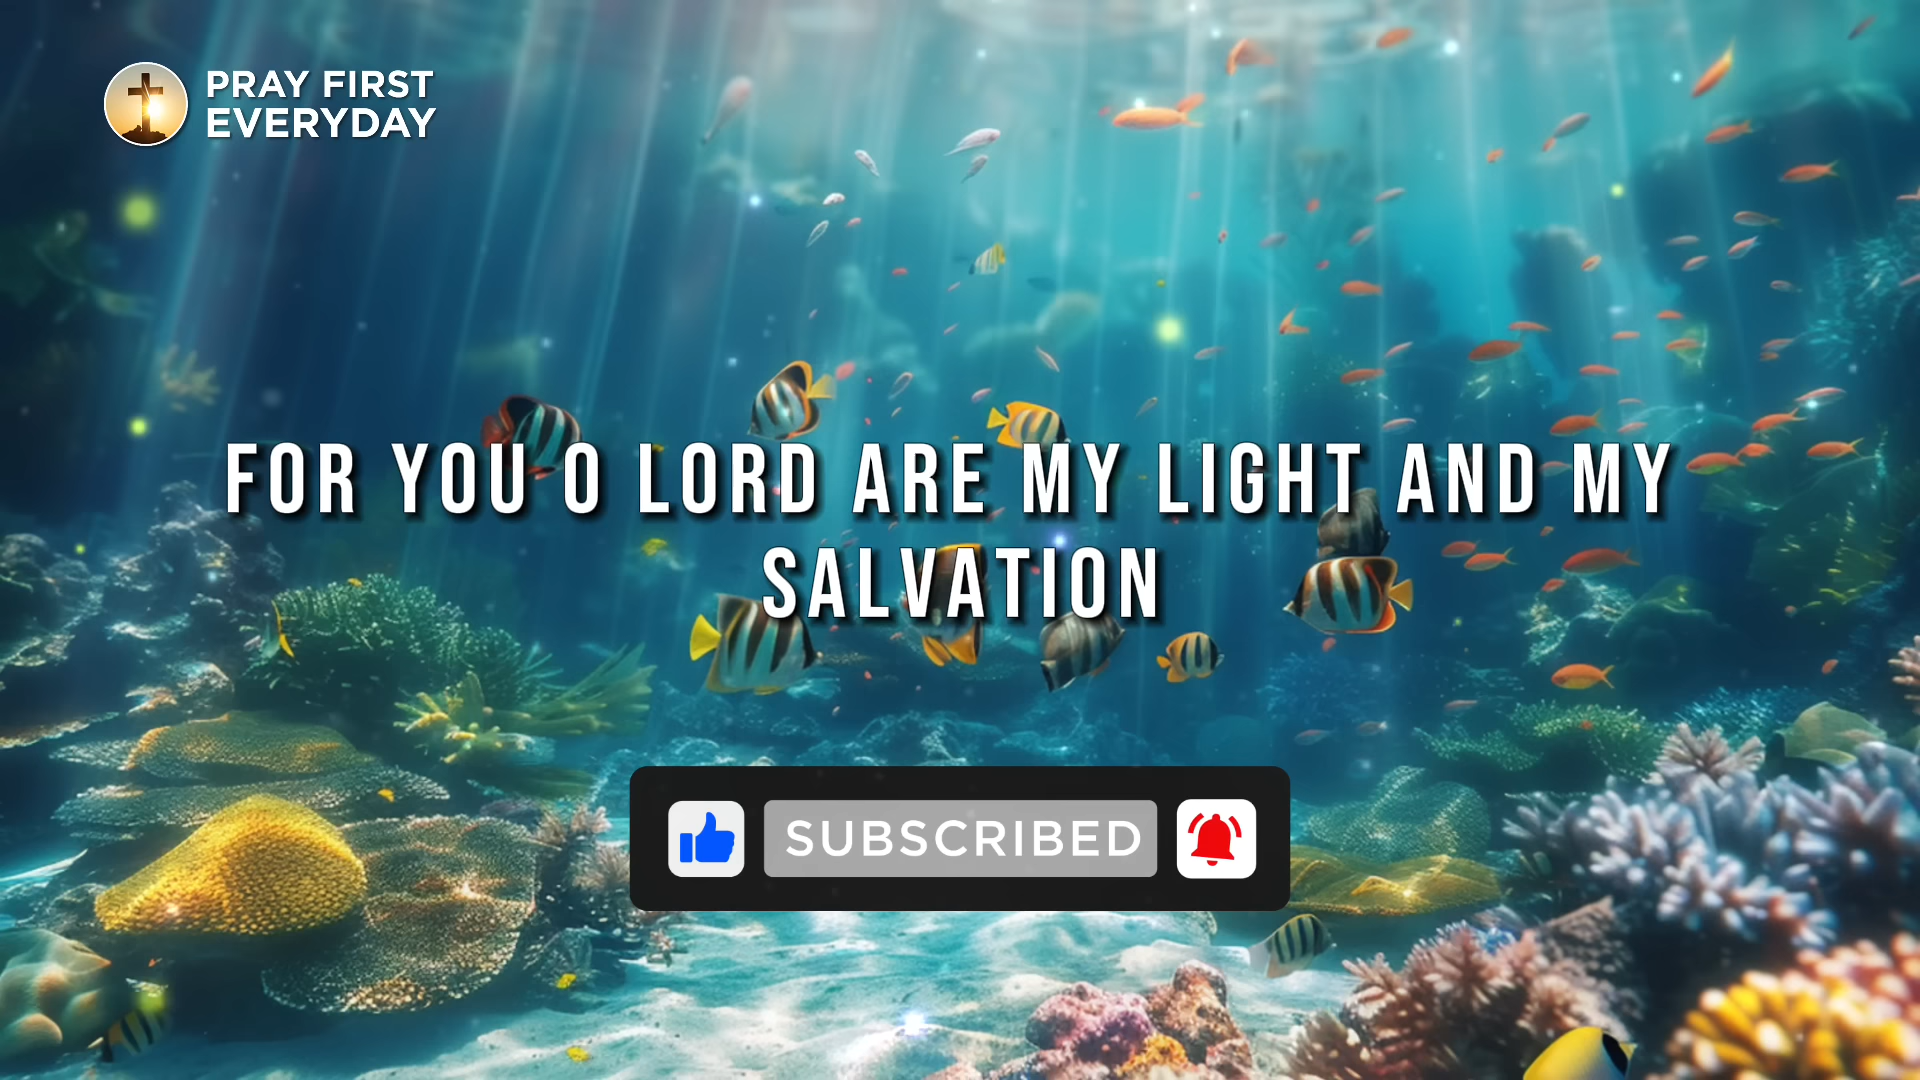 PRAY FIRST
EVERYDAY
FOR YOU O LORD ARE MY LIGHT AND MY
SALVATION
SUBSCRIBED